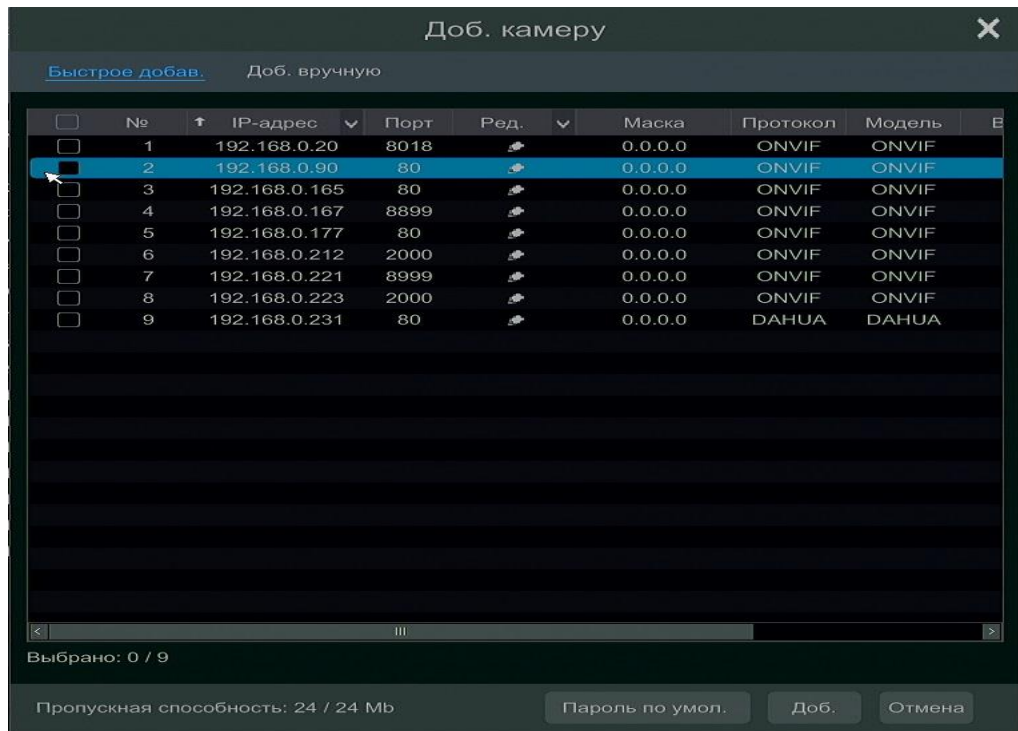 Доб. камеру
Быстрое добав. Доб. вручную
№ IP-адрес Порт Ред. Маска Протокол Модель В
1 192.168.0.20 8018 0.0.0.0 ONVIF ONVIF
2 192.168.0.90 80 0.0.0.0 ONVIF ONVIF
3 192.168.0.165 80 0.0.0.0 ONVIF ONVIF
4 192.168.0.167 8899 0.0.0.0 ONVIF ONVIF
5 192.168.0.177 80 0.0.0.0 ONVIF ONVIF
6 192.168.0.212 2000 0.0.0.0 ONVIF ONVIF
7 192.168.0.221 8999 0.0.0.0 ONVIF ONVIF
8 192.168.0.223 2000 0.0.0.0 ONVIF ONVIF
9 192.168.0.231 80 0.0.0.0 DAHUA DAHUA
Выбрано: 0 / 9
Пропускная способность: 24 / 24 Mb Пароль по умол. Доб. Отмена